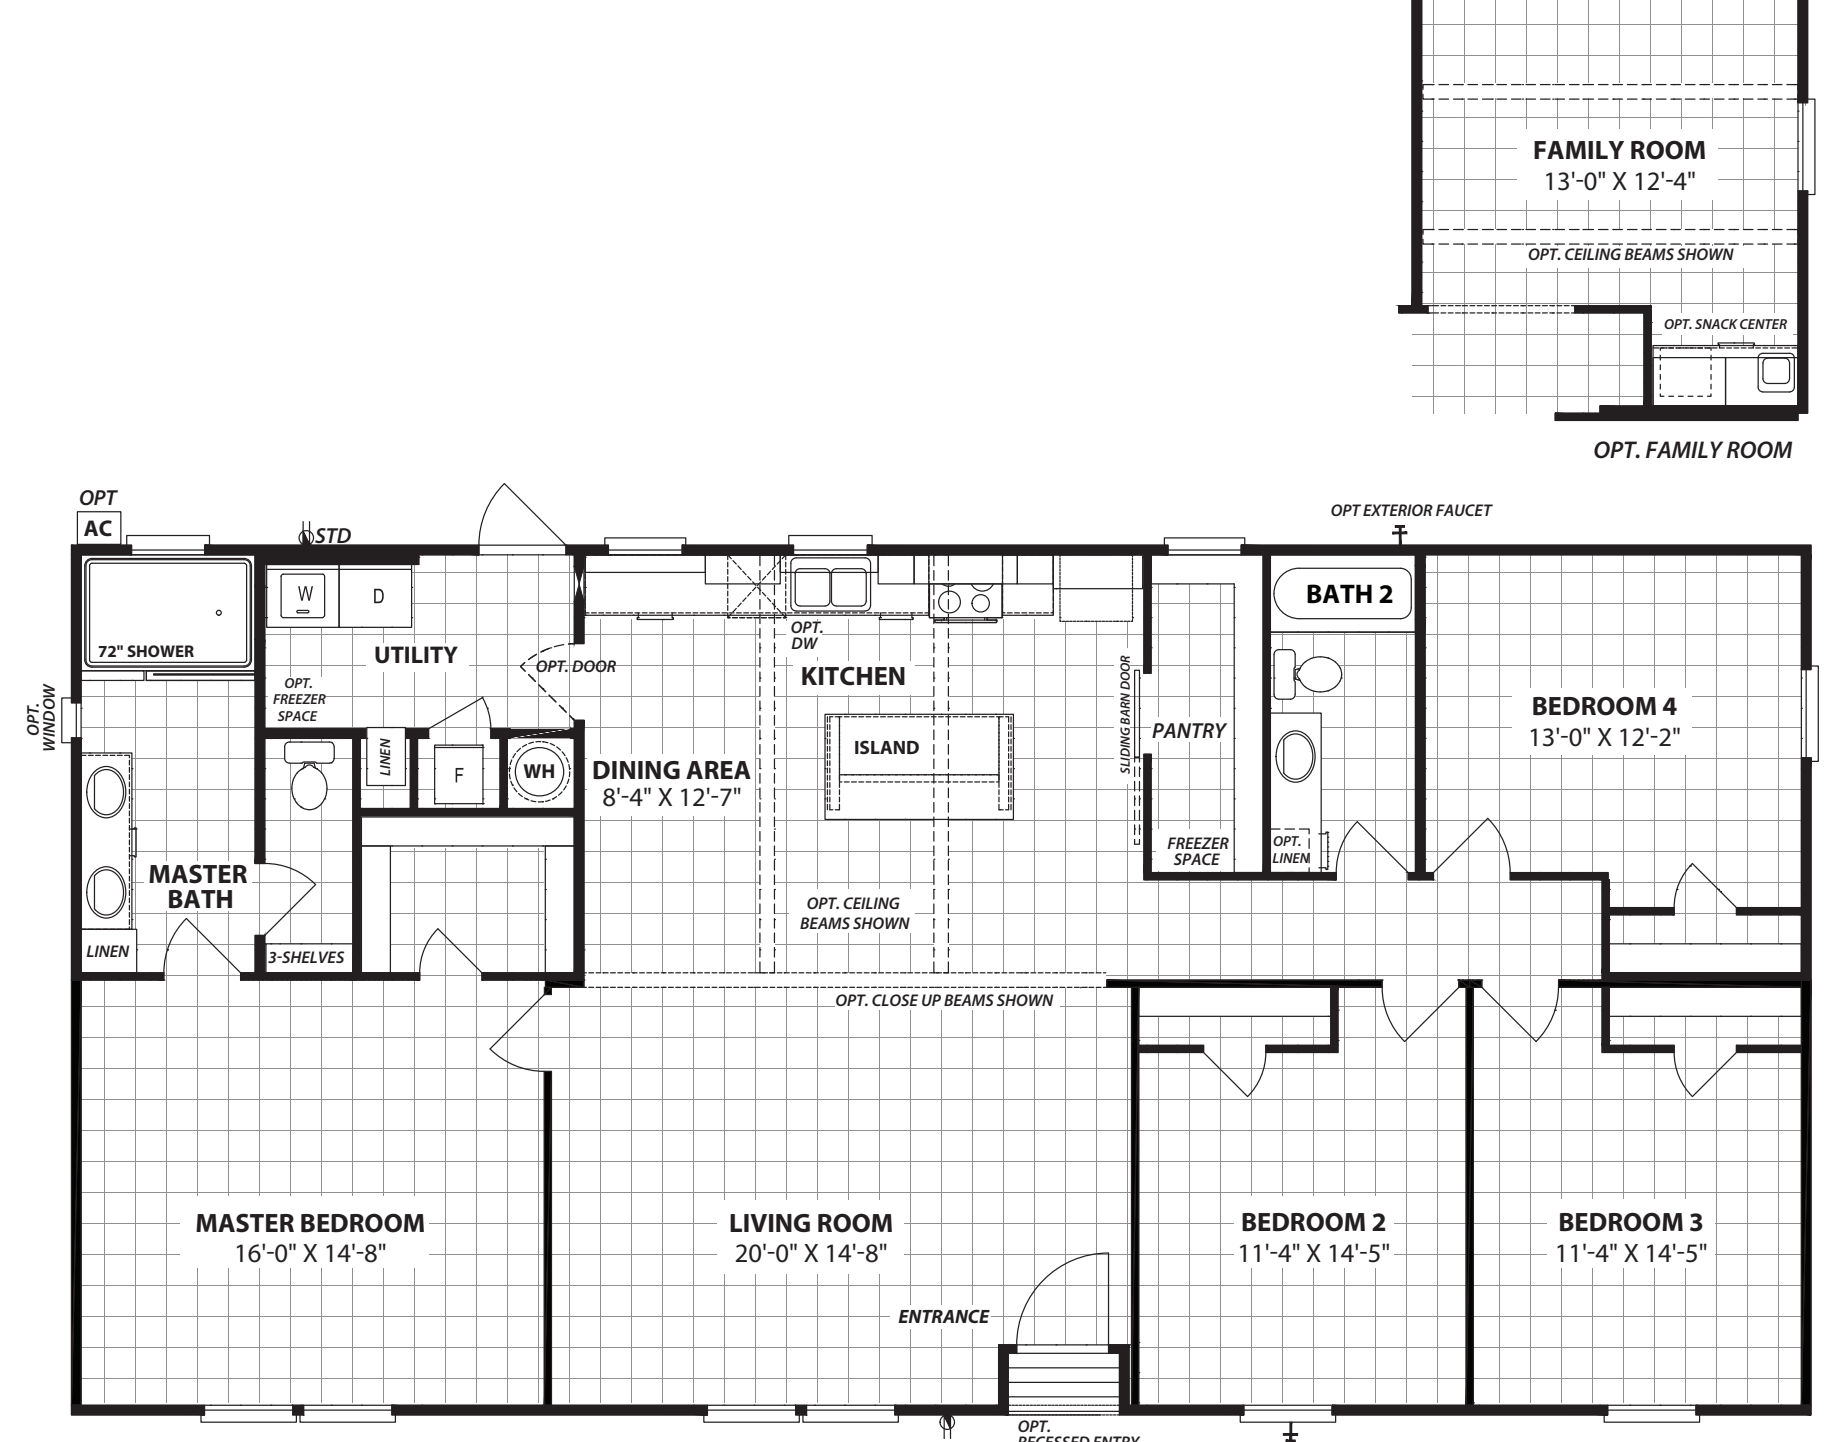 FAMILY ROOM
13'-0" X 12'-4"
OPT. CEILING BEAMS SHOWN
OPT. SNACK CENTER
OPT. FAMILY ROOM
OPT
AC
STD
OPT EXTERIOR FAUCET
W
D
72" SHOWER
UTILITY
OPT. DOOR
OPT.
FREEZER
SPACE
OPT.
WINDOW
OPT.
DW
KITCHEN
ISLAND
SLIDING BARN DOOR
PANTRY
BATH 2
BEDROOM 4
13'-0" X 12'-2"
LINEN
F
WH
DINING AREA
8'-4" X 12'-7"
FREEZER
SPACE
OPT.
LINEN
MASTER
BATH
LINEN
3-SHELVES
OPT. CEILING
BEAMS SHOWN
OPT. CLOSE UP BEAMS SHOWN
MASTER BEDROOM
16'-0" X 14'-8"
LIVING ROOM
20'-0" X 14'-8"
BEDROOM 2
11'-4" X 14'-5"
BEDROOM 3
11'-4" X 14'-5"
ENTRANCE
OPT.
RECESSED ENTRY